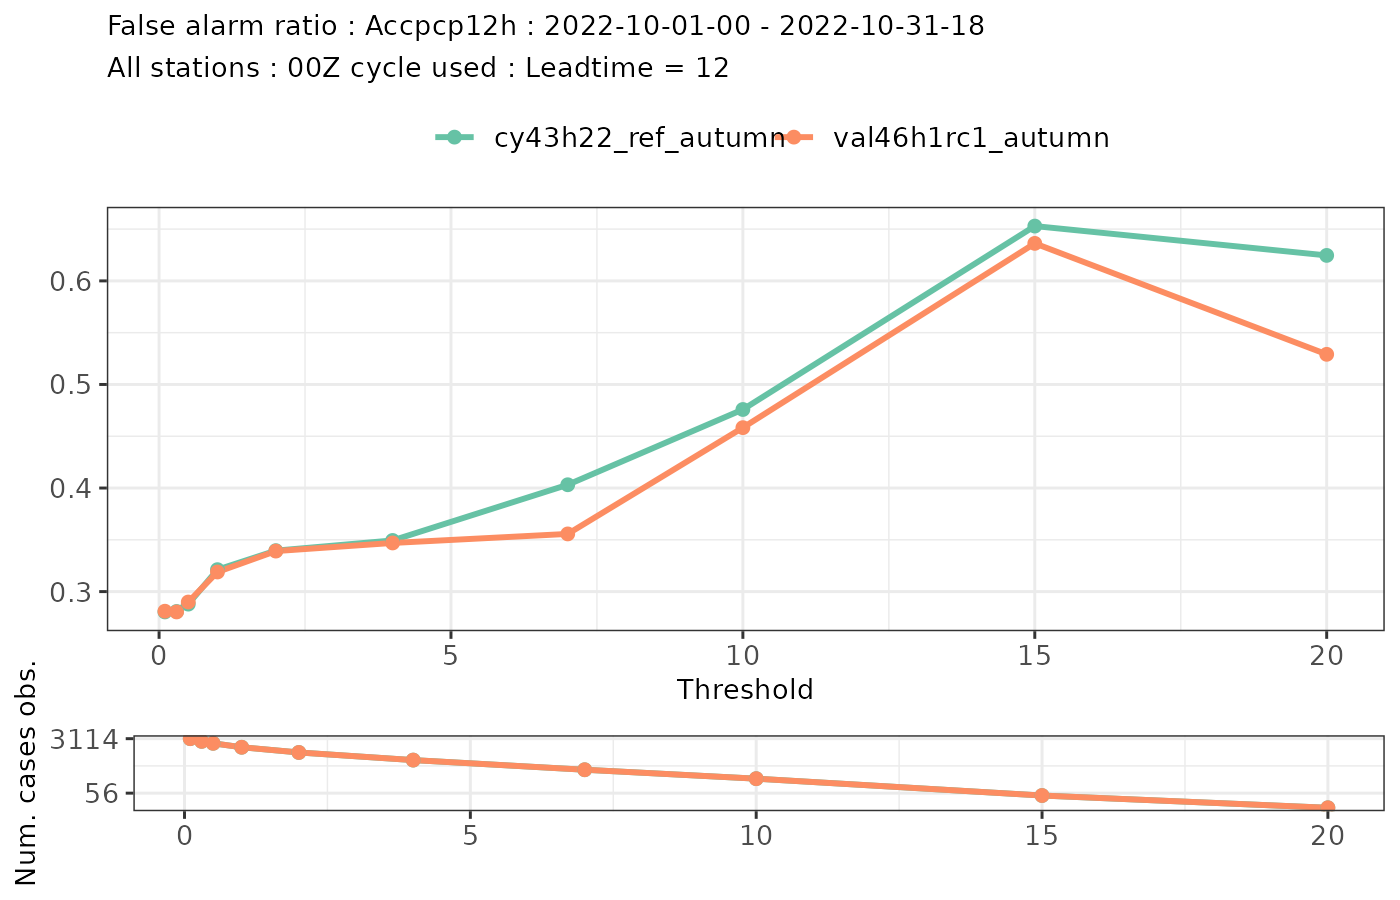 False alarm ratio : Accpcp12h : 2022-10-01-00 - 2022-10-31-18
All stations : 00Z cycle used : Leadtime = 12
cy43h22_ref_autumn val46h1rc1_autumn
0.6
0.5
0.4
0.3
0 5 10 15 20
Threshold
Num. cases obs.
3114
56
0 5 10 15 20